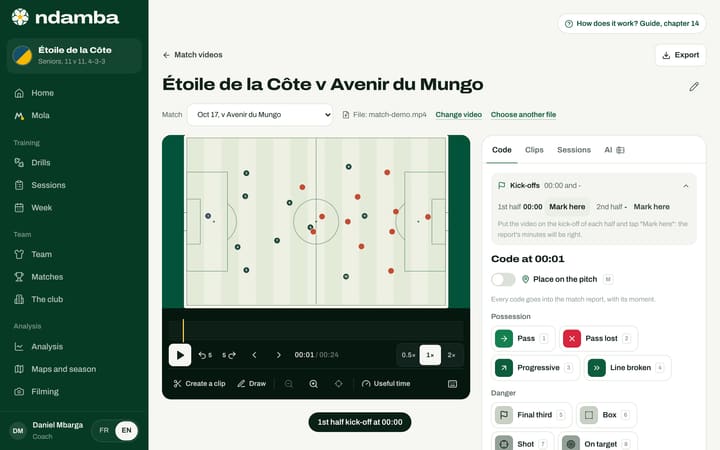 ndamba
Étoile de la Côte
Seniors, 11 v 11, 4-3-3
Home
Mola
Training
Drills
Sessions
Week
Team
Team
Matches
The club
Analysis
Analysis
Maps and season
Filming
DM
Daniel Mbarga
Coach
FR
EN
How does it work? Guide, chapter 14
Match videos
Export
Étoile de la Côte v Avenir du Mungo
Match
Oct 17, v Avenir du Mungo
File: match-demo.mp4
Change video
Choose another file
00:01 / 00:24
5
5
0.5×
1×
2×
Create a clip
Draw
Useful time
1st half kick-off at 00:00
Code
Clips
Sessions
AI
Kick-offs 00:00 and -
1st half 00:00 Mark here 2nd half - Mark here
Put the video on the kick-off of each half and tap "Mark here": the
report's minutes will be right.
Code at 00:01
Place on the pitch M
Every code goes into the match report, with its moment.
Possession
Pass 1
Pass lost 2
Progressive 3
Line broken 4
Danger
Final third 5
Box 6
Shot 7
On target 8